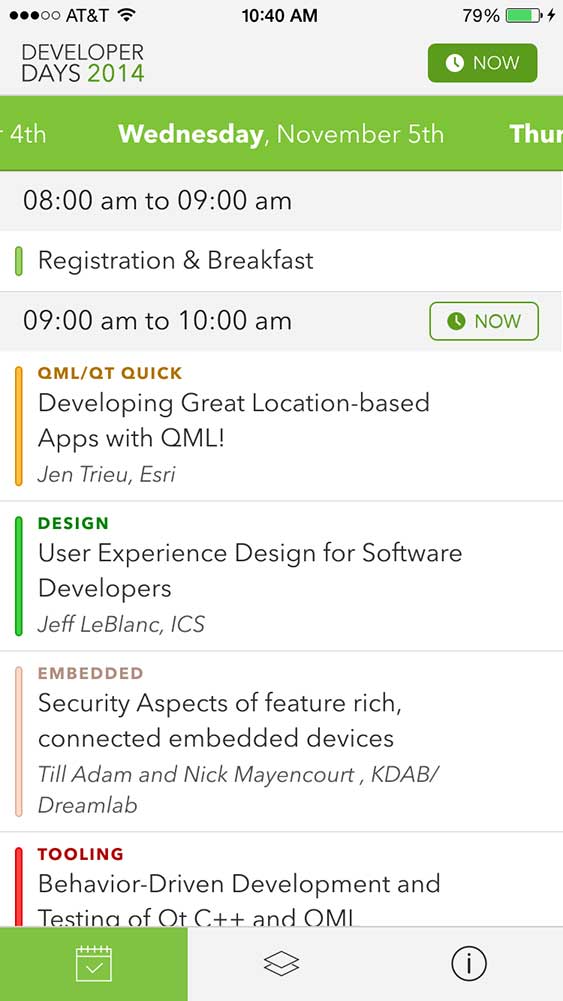 AT&T 10:40 AM 79%
DEVELOPER
DAYS 2014
NOW
4th Wednesday, November 5th Thur
08:00 am to 09:00 am
Registration & Breakfast
09:00 am to 10:00 am NOW
QML/QT QUICK
Developing Great Location-based
Apps with QML!
Jen Trieu, Esri
DESIGN
User Experience Design for Software
Developers
Jeff LeBlanc, ICS
EMBEDDED
Security Aspects of feature rich,
connected embedded devices
Till Adam and Nick Mayencourt , KDAB/
Dreamlab
TOOLING
Behavior-Driven Development and
Testing of Qt C++ and QML